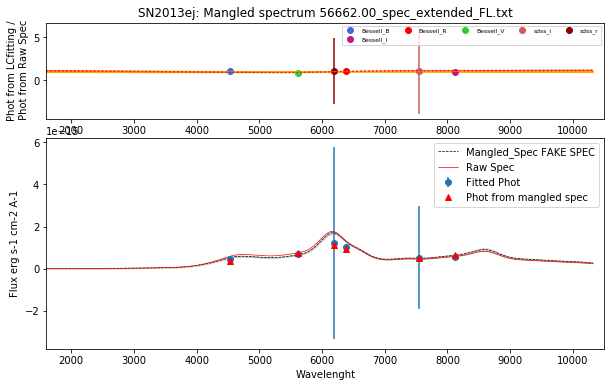 SN2013ej: Mangled spectrum 56662.00_spec_extended_FL.txt
Phot from LCfitting /
Phot from Raw Spec
5
0
Bessell_B
Bessell_R
Bessell_V
sdss_i
sdss_r
Bessell_I
2000
3000
4000
5000
6000
7000
8000
9000
10000
1e−15
Flux erg s-1 cm-2 A-1
6
4
2
0
−2
Mangled_Spec FAKE SPEC
Raw Spec
Fitted Phot
Phot from mangled spec
2000
3000
4000
5000
6000
7000
8000
9000
10000
Wavelenght